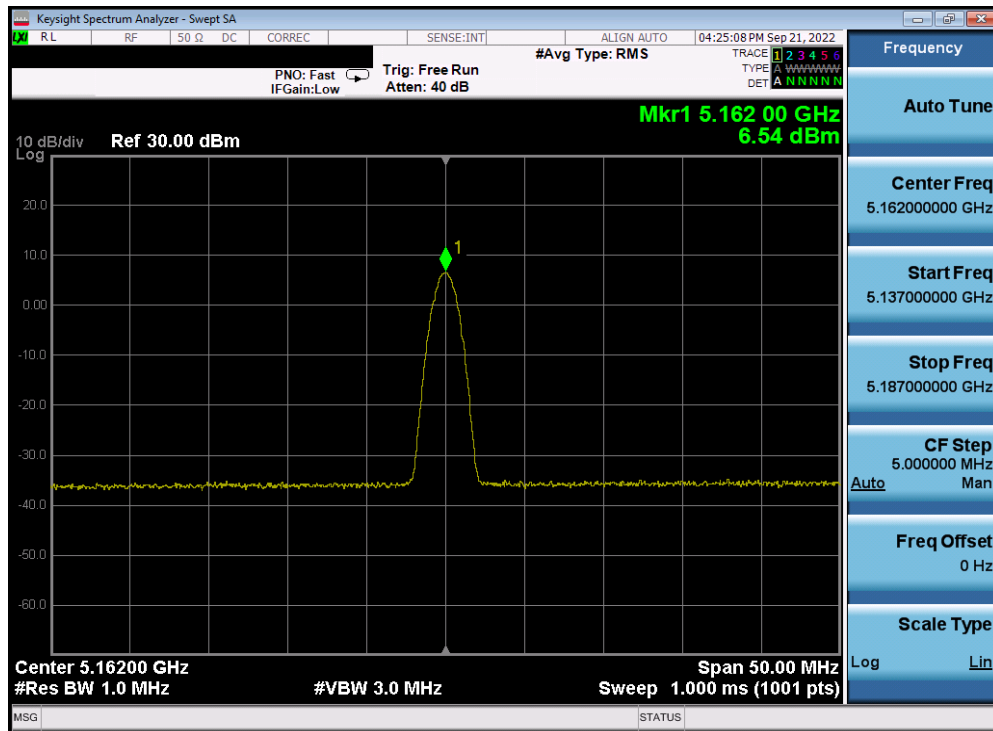 Keysight Spectrum Analyzer - Swept SA
LXI RL RF 50 Ω DC CORREC SENSE:INT ALIGN AUTO 04:25:08 PM Sep 21, 2022
#Avg Type: RMS
TRACE 1 2 3 4 5 6
PNO: Fast Trig: Free Run
TYPE A WWWWW
IFGain:Low Atten: 40 dB
DET A N N N N N
Mkr1 5.162 00 GHz
6.54 dBm
10 dB/div Ref 30.00 dBm
Log
20.0
10.0
1
0.00
-10.0
-20.0
-30.0
-40.0
-50.0
-60.0
Center 5.16200 GHz Span 50.00 MHz
#Res BW 1.0 MHz #VBW 3.0 MHz Sweep 1.000 ms (1001 pts)
MSG STATUS
Frequency
Auto Tune
Center Freq
5.162000000 GHz
Start Freq
5.137000000 GHz
Stop Freq
5.187000000 GHz
CF Step
5.000000 MHz
Auto Man
Freq Offset
0 Hz
Scale Type
Log Lin